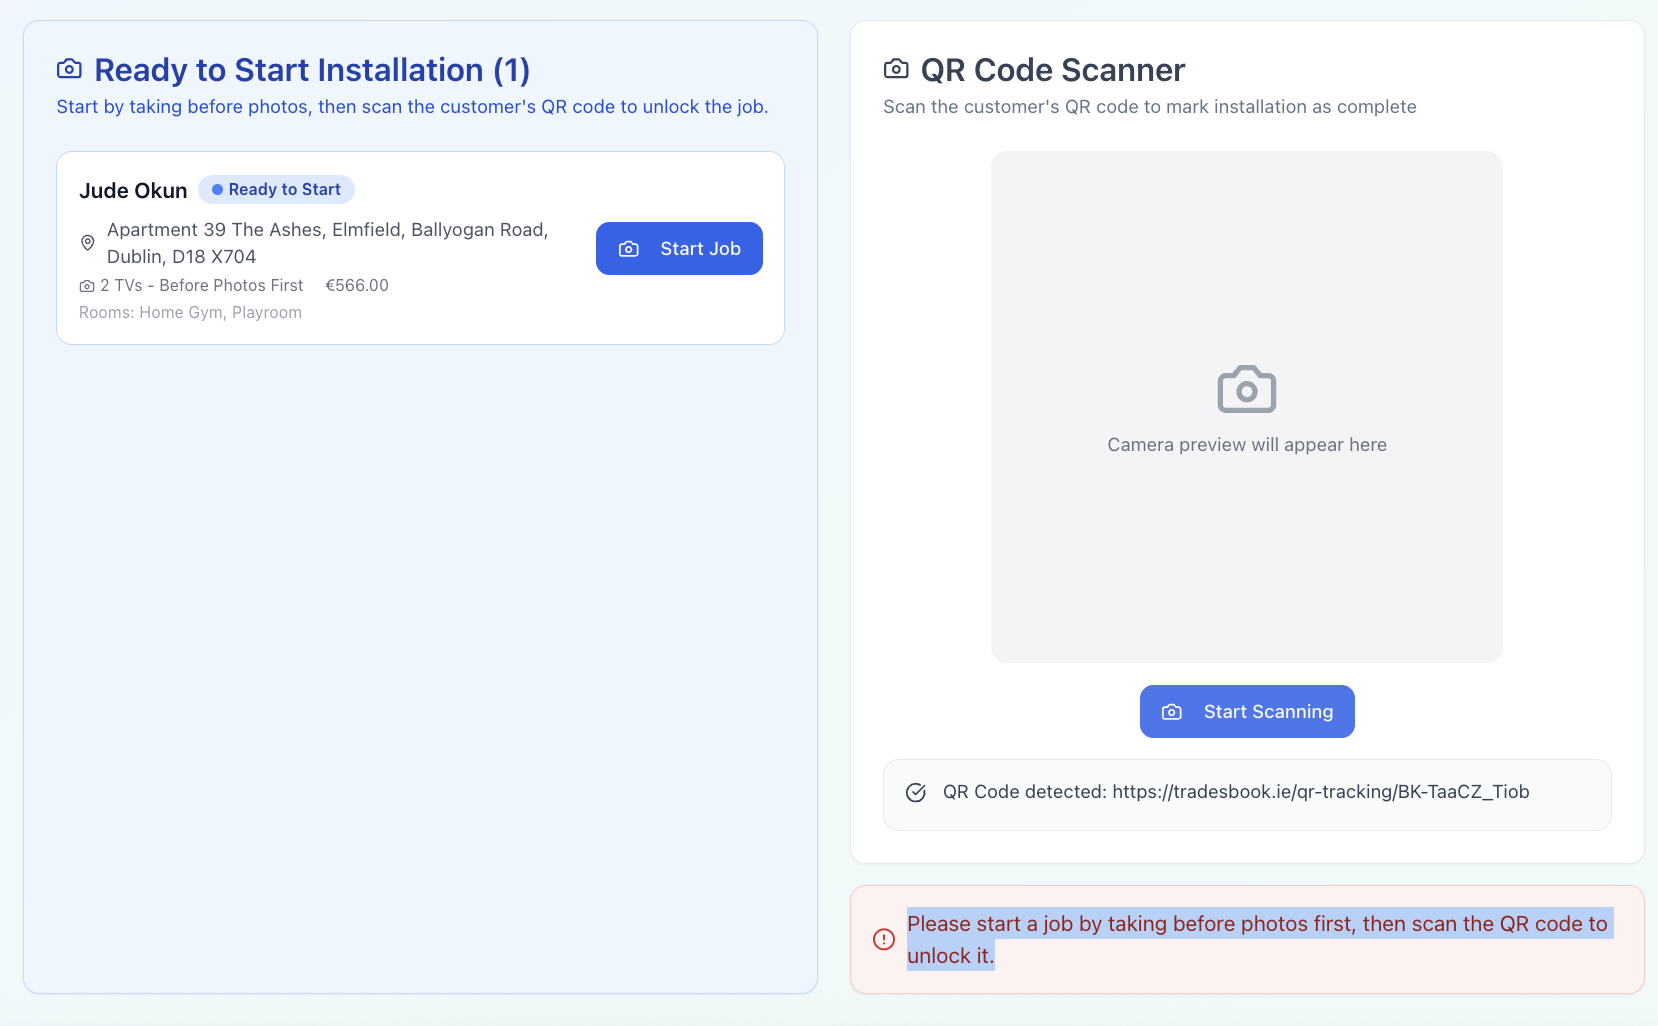 Ready to Start Installation (1)
Start by taking before photos, then scan the customer's QR code to unlock the job.
Jude Okun
Ready to Start
Apartment 39 The Ashes, Elmfield, Ballyogan Road,
Dublin, D18 X704
2 TVs - Before Photos First €566.00
Rooms: Home Gym, Playroom
Start Job
QR Code Scanner
Scan the customer's QR code to mark installation as complete
Camera preview will appear here
Start Scanning
QR Code detected: https://tradesbook.ie/qr-tracking/BK-TaaCZ_Tiob
Please start a job by taking before photos first, then scan the QR code to
unlock it.